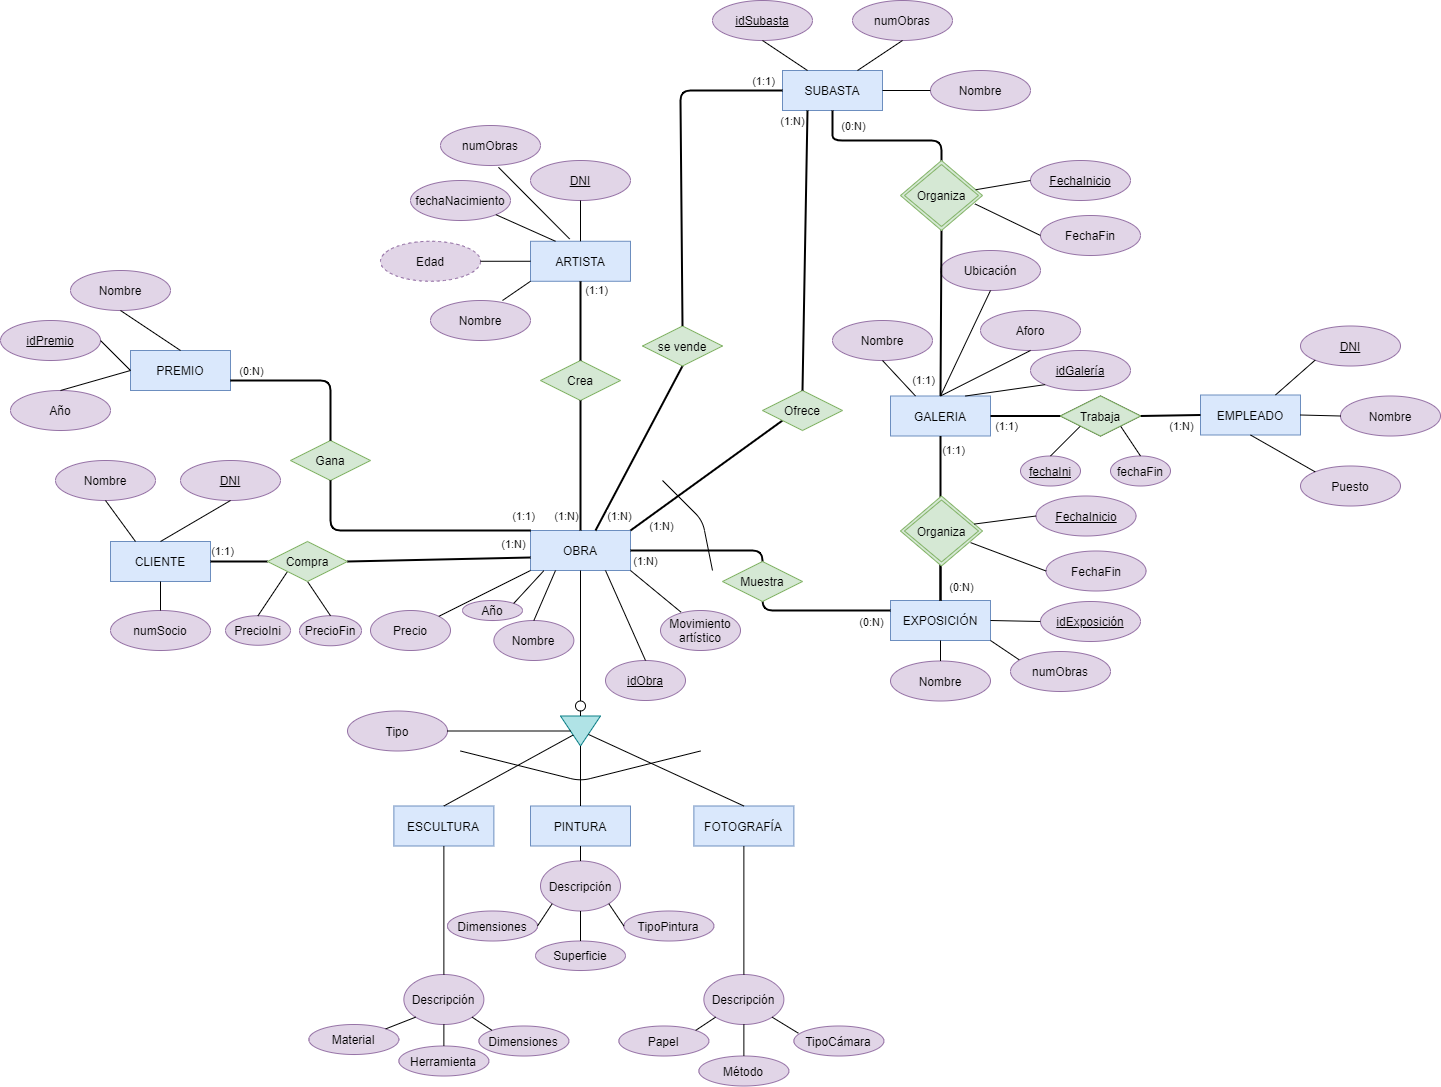 idSubasta
numObras
(1:1)
SUBASTA
Nombre
(1:N)
(0:N)
numObras
DNI
fechaNacimiento
Organiza
FechaInicio
FechaFin
Edad
ARTISTA
Ubicación
(1:1)
Nombre
Nombre
idPremio
PREMIO
(0:N)
Año
se vende
Crea
Ofrece
Nombre
Aforo
idGalería
(1:1)
GALERIA
(1:1)
Trabaja
(1:N)
EMPLEADO
DNI
Nombre
Puesto
fechaIni
fechaFin
(1:1)
Gana
Nombre
DNI
(1:1)
(1:N)
(1:N)
(1:N)
CLIENTE
(1:1)
Compra
(1:N)
OBRA
(1:N)
Organiza
FechaInicio
FechaFin
Muestra
(0:N)
(0:N)
EXPOSICIÓN
idExposición
numObras
Nombre
numSocio
PrecioIni
PrecioFin
Precio
Año
Nombre
idObra
Movimiento
artístico
Tipo
ESCULTURA
PINTURA
FOTOGRAFÍA
Descripción
Dimensiones
Superficie
TipoPintura
Descripción
Material
Herramienta
Dimensiones
Descripción
Papel
Método
TipoCámara